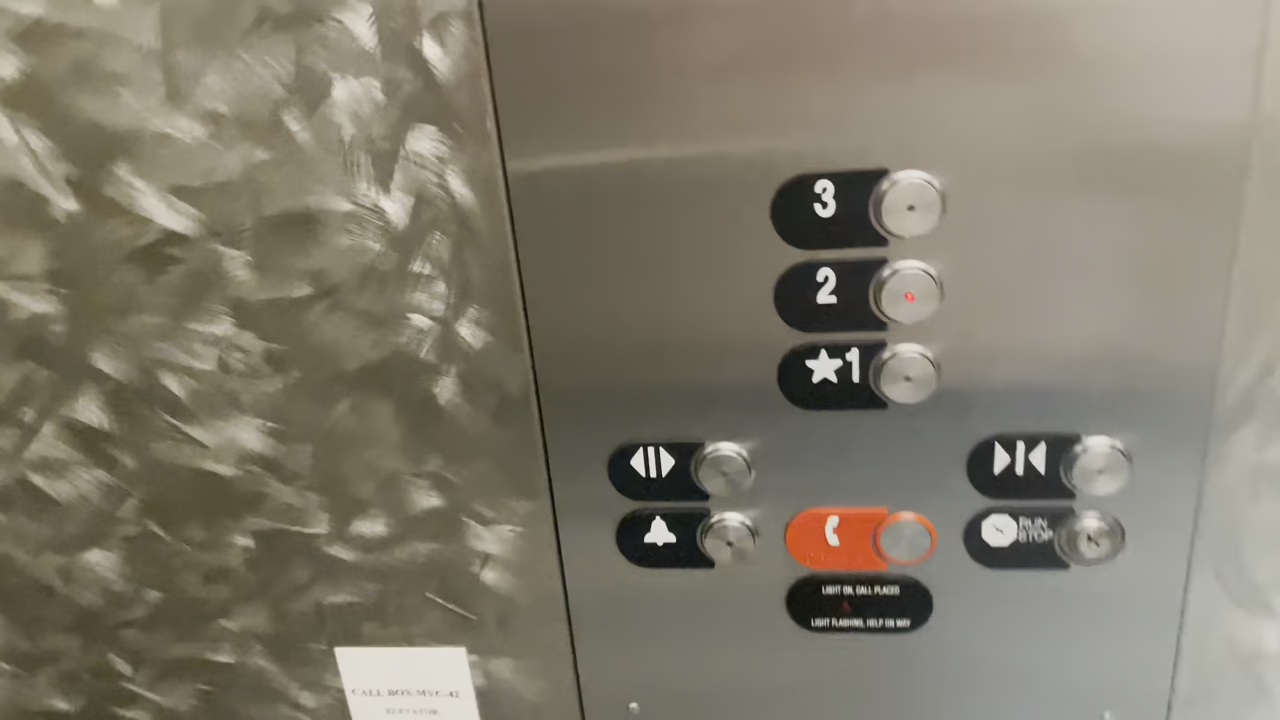 3
2
★1
RUN
STOP
LIGHT ON, CALL PLACED
LIGHT FLASHING, HELP ON WAY
CALL BOX MVC-42
ELEVATOR